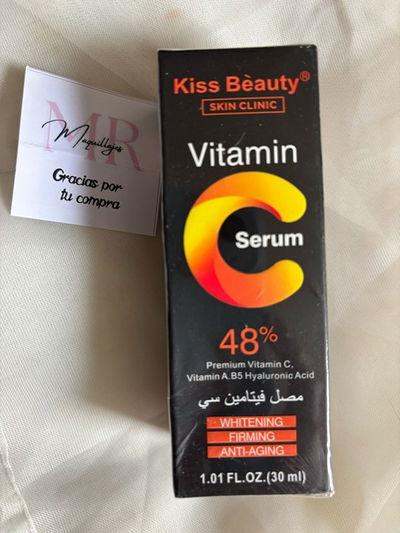 MR
Maquillajes
Gracias por
tu compra
Kiss Bèauty®
SKIN CLINIC
Vitamin
C
Serum
48%
Premium Vitamin C,
Vitamin A.B5 Hyaluronic Acid
مصل فيتامين سي
WHITENING
FIRMING
ANTI-AGING
1.01 FL.OZ.(30 ml)